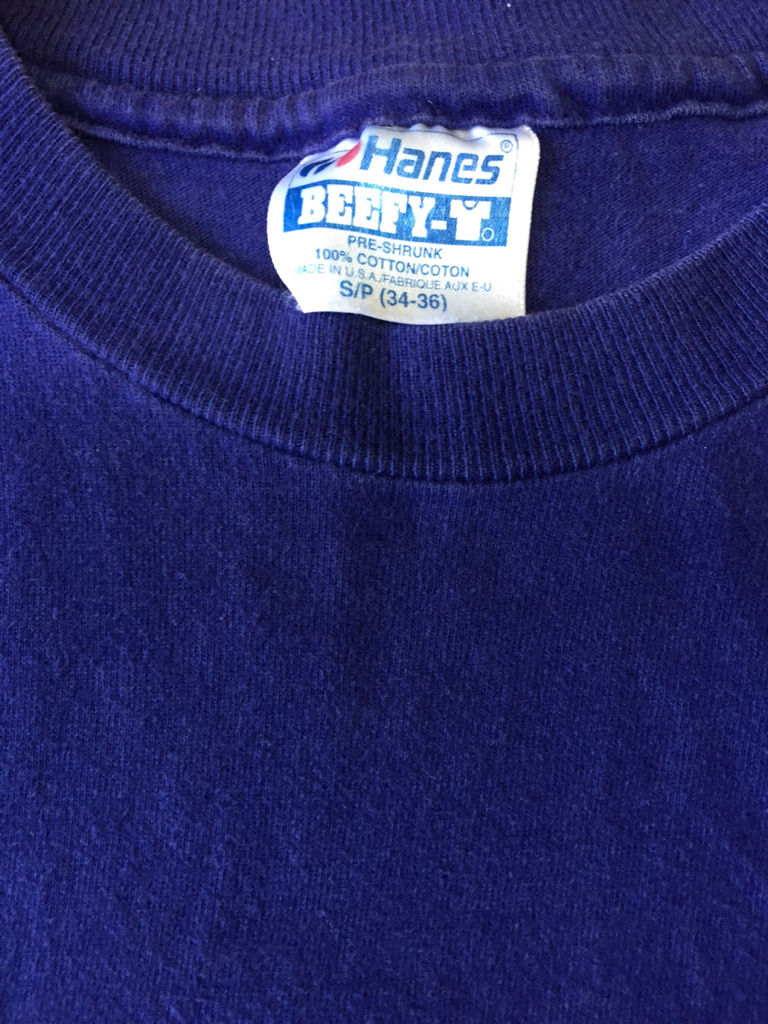 Hanes®
BEEFY-T
PRE-SHRUNK
100% COTTON/COTON
MADE IN U.S.A./FABRIQUE AUX E-U
S/P (34-36)